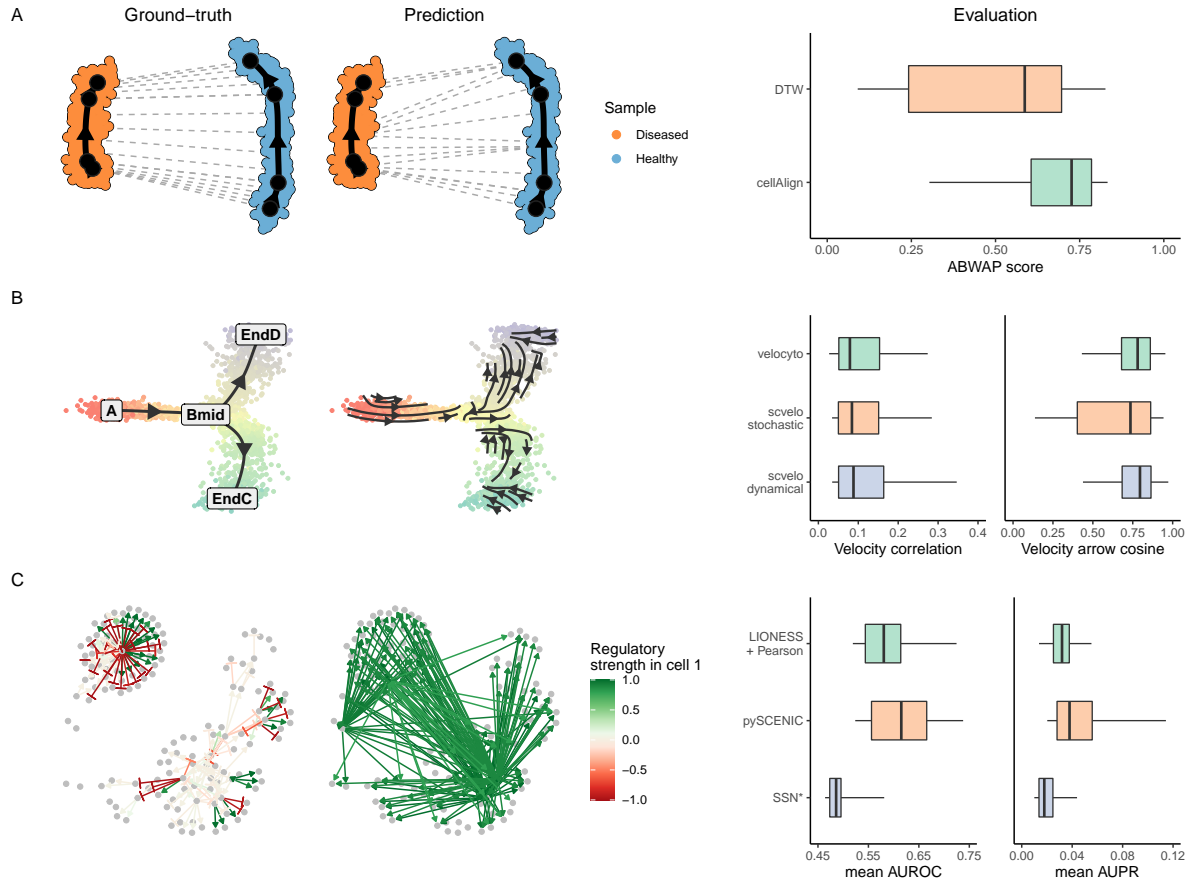 A
Ground−truth
Prediction
Evaluation
Sample
Diseased
Healthy
DTW
cellAlign
0.00
0.25
0.50
0.75
1.00
ABWAP score
B
A
Bmid
EndD
EndC
velocyto
scvelo
stochastic
scvelo
dynamical
0.0
0.1
0.2
0.3
0.4
Velocity correlation
0.00
0.25
0.50
0.75
1.00
Velocity arrow cosine
C
Regulatory
strength in cell 1
1.0
0.5
0.0
−0.5
−1.0
LIONESS
+ Pearson
pySCENIC
SSN*
0.45
0.55
0.65
0.75
mean AUROC
0.00
0.04
0.08
0.12
mean AUPR